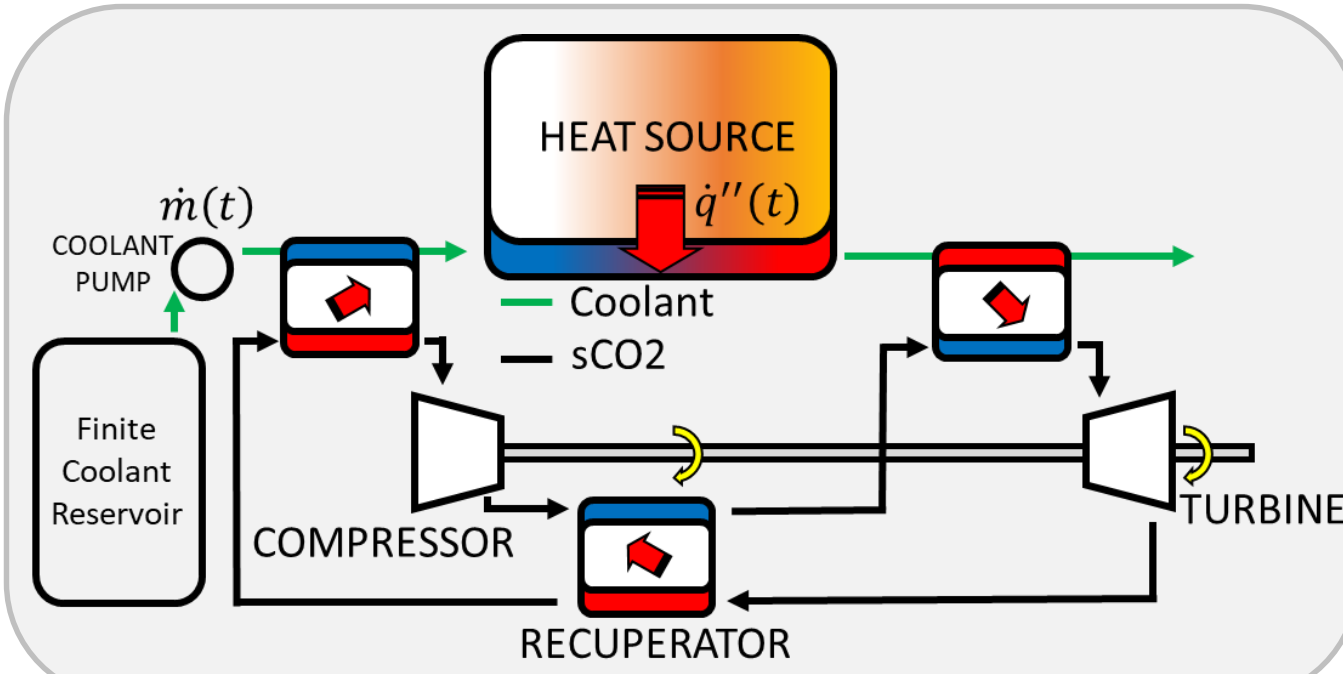 HEAT SOURCE
ṁ(t)
q̇′′(t)
COOLANT
PUMP
Coolant
sCO2
Finite
Coolant
Reservoir
COMPRESSOR
TURBINE
RECUPERATOR